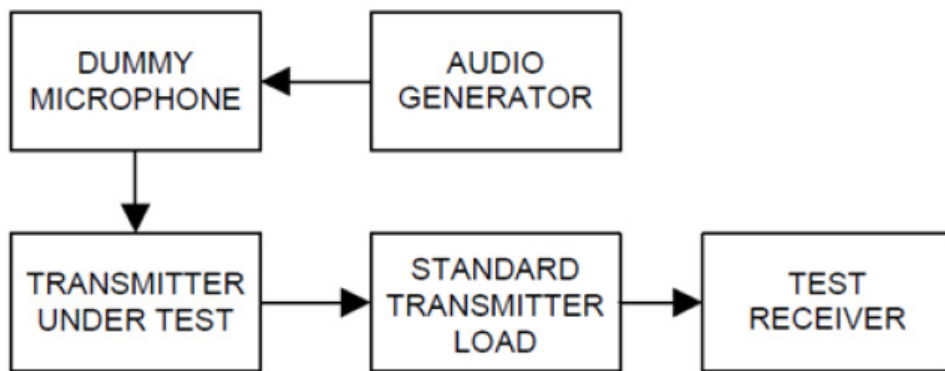 DUMMY
MICROPHONE
AUDIO
GENERATOR
TRANSMITTER
UNDER TEST
STANDARD
TRANSMITTER
LOAD
TEST
RECEIVER